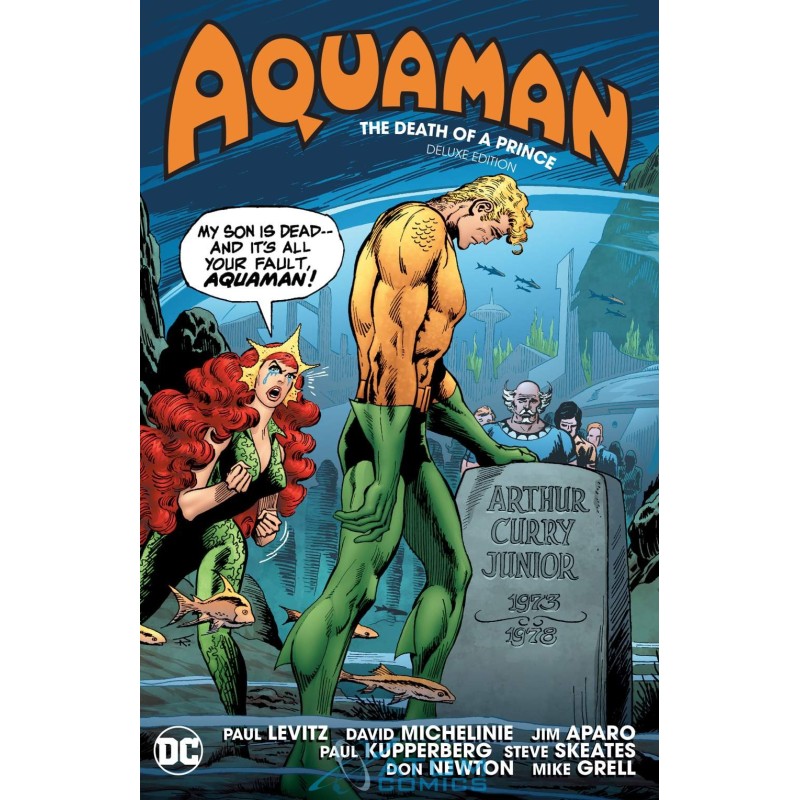 AQUAMAN
THE DEATH OF A PRINCE
DELUXE EDITION
MY SON IS DEAD--
AND IT'S ALL
YOUR FAULT,
AQUAMAN!
ARTHUR
CURRY
JUNIOR
1973
1978
PAUL LEVITZ DAVID MICHELINIE JIM APARO
PAUL KUPPERBERG STEVE SKEATES
DON NEWTON MIKE GRELL
DC
COMICS